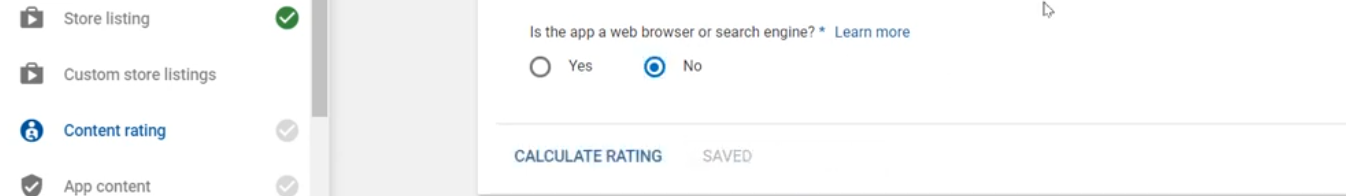 Store listing
Custom store listings
Content rating
App content
Is the app a web browser or search engine? * Learn more
Yes No
CALCULATE RATING SAVED